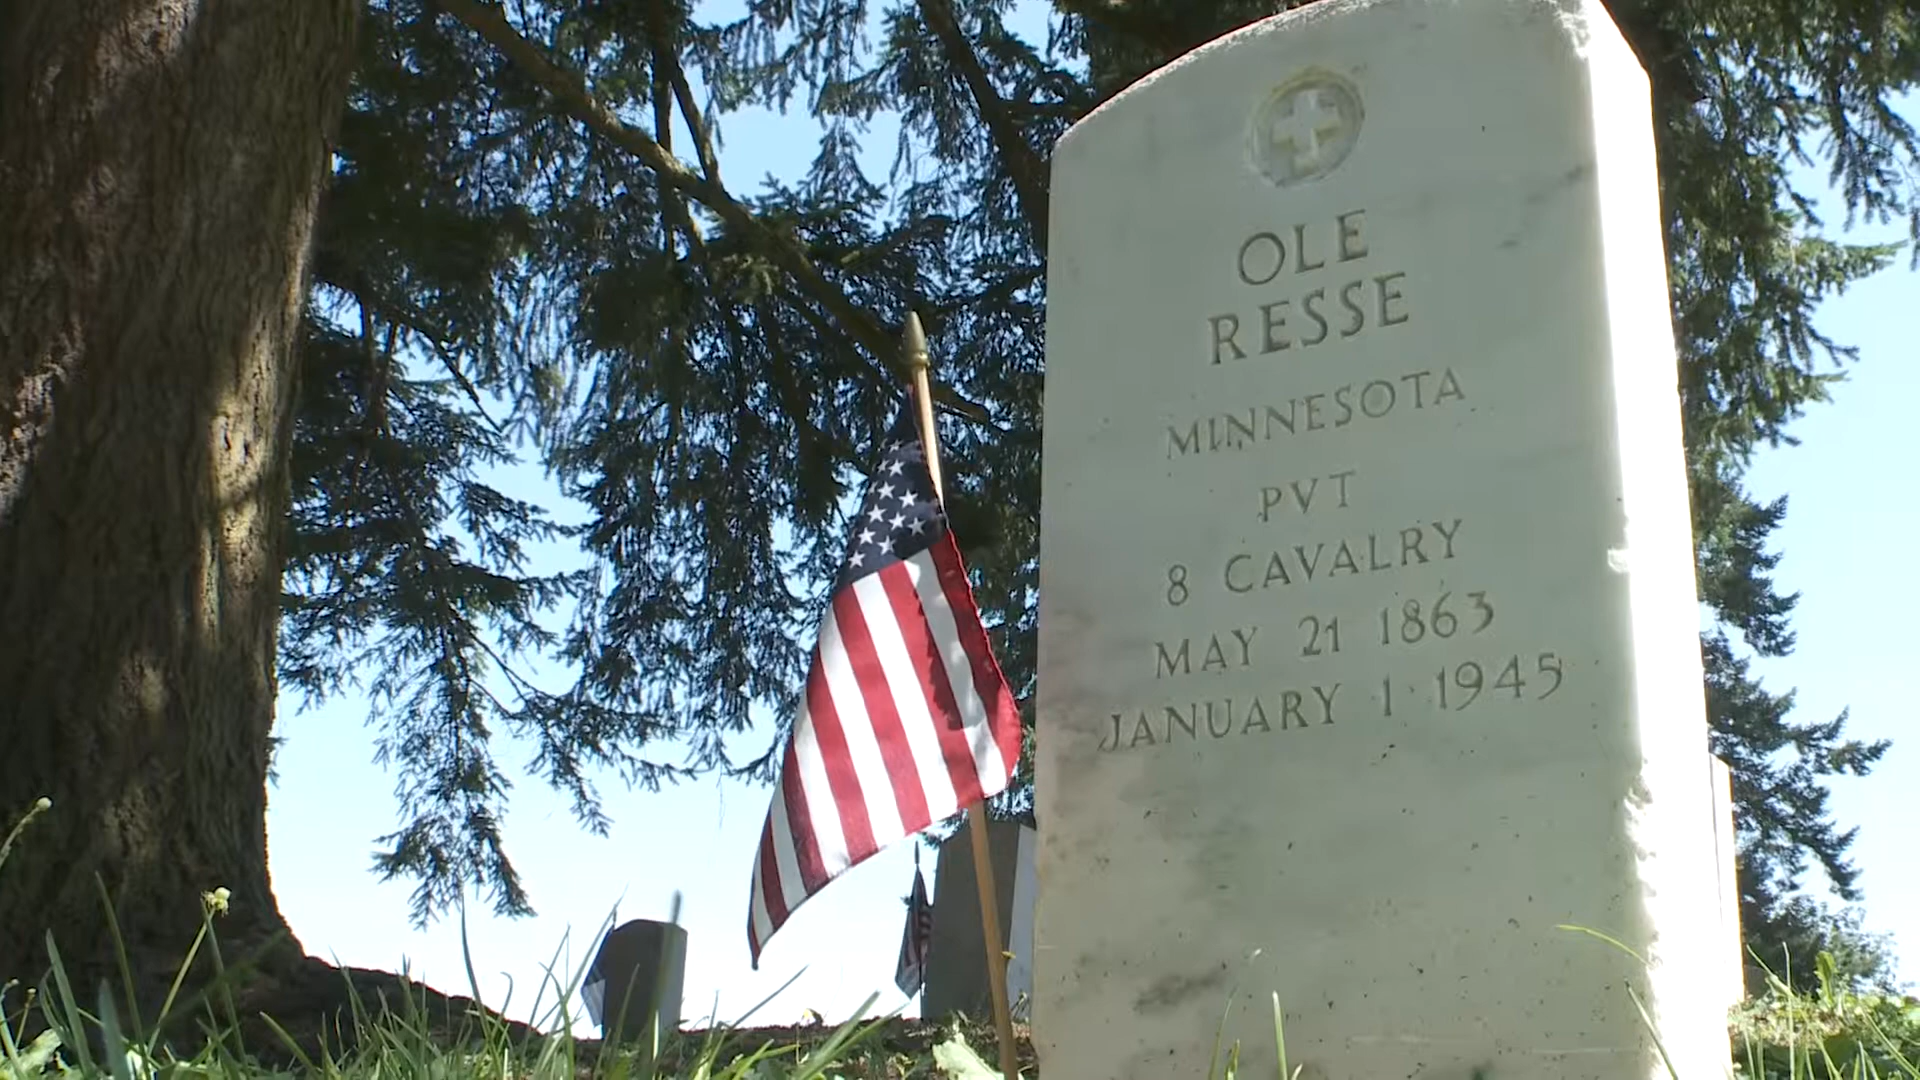 OLE
RESSE
MINNESOTA
PVT
8 CAVALRY
MAY 21 1863
JANUARY 1 1945